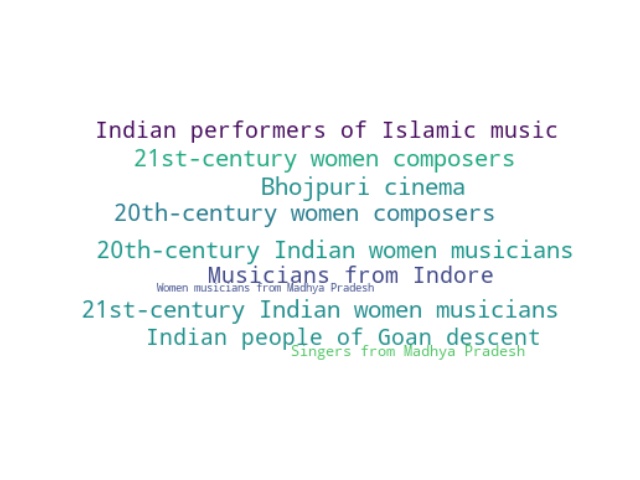 Indian performers of Islamic music
21st-century women composers
Bhojpuri cinema
20th-century women composers
20th-century Indian women musicians
Musicians from Indore
Women musicians from Madhya Pradesh
21st-century Indian women musicians
Indian people of Goan descent
Singers from Madhya Pradesh